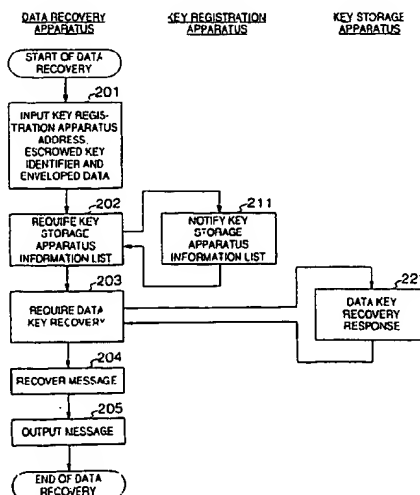 DATA RECOVERY
APPARATUS
KEY REGISTRATION
APPARATUS
KEY STORAGE
APPARATUS
START OF DATA
RECOVERY
201
INPUT KEY REGIS-
TRATION APPARATUS
ADDRESS,
ESCROWED KEY
IDENTIFIER AND
ENVELOPED DATA
202
REQUIRE KEY
STORAGE
APPARATUS
INFORMATION LIST
211
NOTIFY KEY
STORAGE
APPARATUS
INFORMATION LIST
203
REQUIRE DATA
KEY RECOVERY
221
DATA KEY
RECOVERY
RESPONSE
204
RECOVER MESSAGE
205
OUTPUT MESSAGE
END OF DATA
RECOVERY